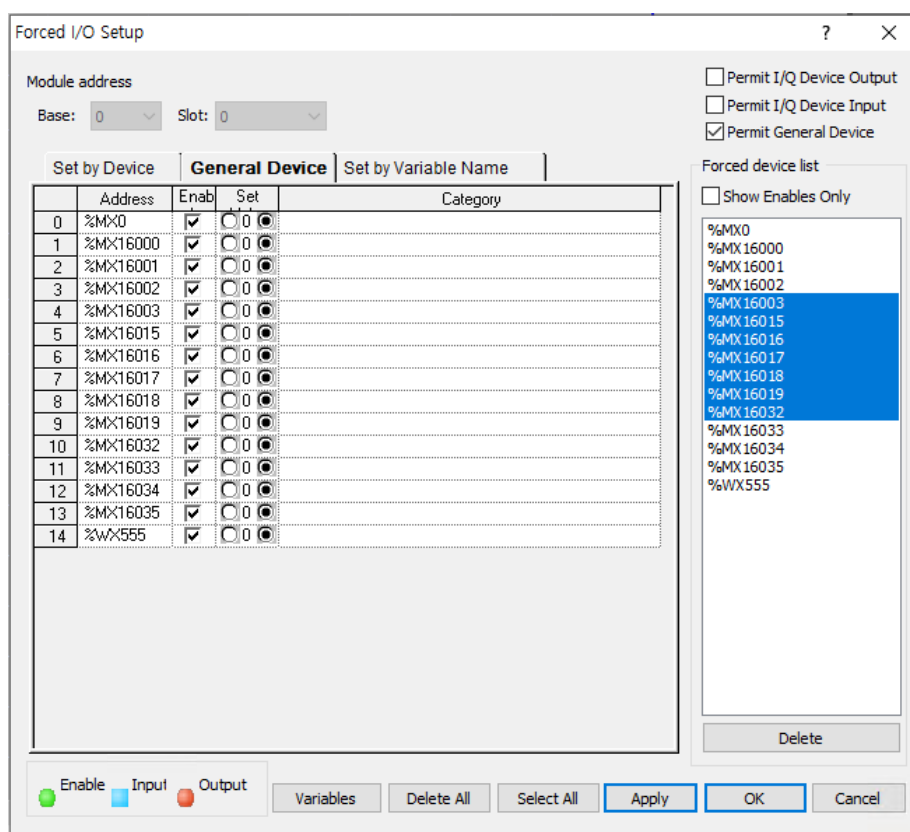 Forced I/O Setup
?
Module address
Base: 0 Slot: 0
Permit I/Q Device Output
Permit I/Q Device Input
Permit General Device
Set by Device General Device Set by Variable Name
Address Enab Set Category
0 %MX0 0
1 %MX16000 0
2 %MX16001 0
3 %MX16002 0
4 %MX16003 0
5 %MX16015 0
6 %MX16016 0
7 %MX16017 0
8 %MX16018 0
9 %MX16019 0
10 %MX16032 0
11 %MX16033 0
12 %MX16034 0
13 %MX16035 0
14 %WX555 0
Forced device list
Show Enables Only
%MX0
%MX16000
%MX16001
%MX16002
%MX16003
%MX16015
%MX16016
%MX16017
%MX16018
%MX16019
%MX16032
%MX16033
%MX16034
%MX16035
%WX555
Delete
Enable Input Output
Variables Delete All Select All Apply OK Cancel